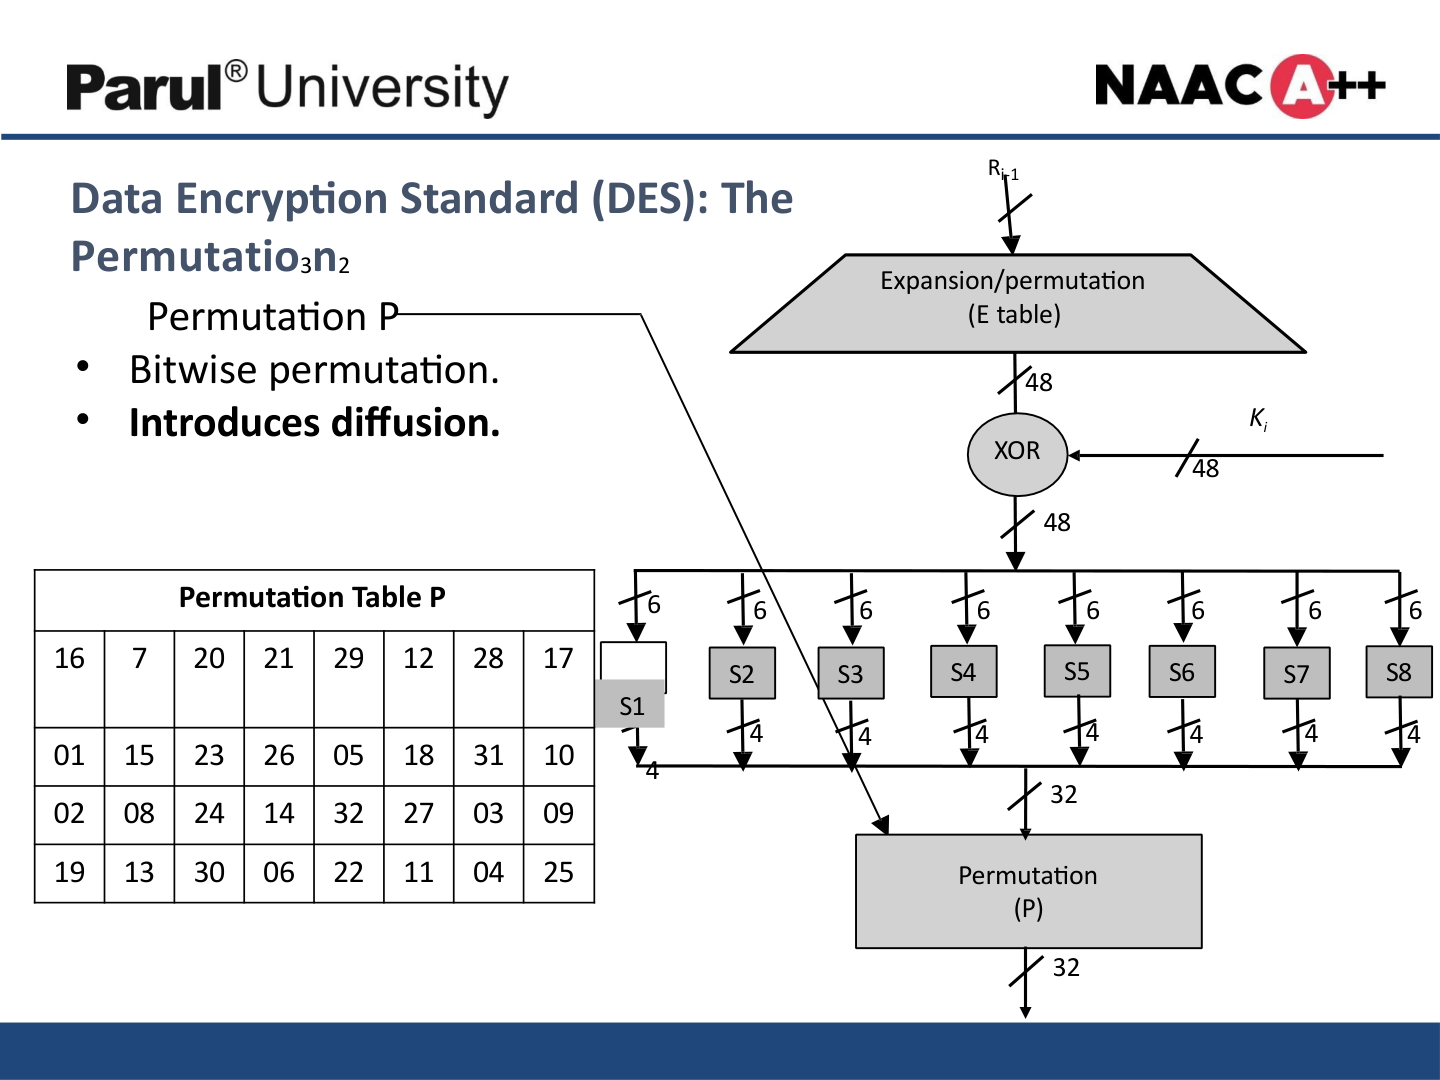 Parul® University
NAAC A++
Data Encryption Standard (DES): The
Permutatio3n2
Permutation P
• Bitwise permutation.
• Introduces diffusion.
Permutation Table P
16 7 20 21 29 12 28 17
01 15 23 26 05 18 31 10
02 08 24 14 32 27 03 09
19 13 30 06 22 11 04 25
Ri-1
Expansion/permutation
(E table)
48
Ki
XOR
48
48
6 6 6 6 6 6 6 6
S1 S2 S3 S4 S5 S6 S7 S8
4 4 4 4 4 4 4 4
32
Permutation
(P)
32